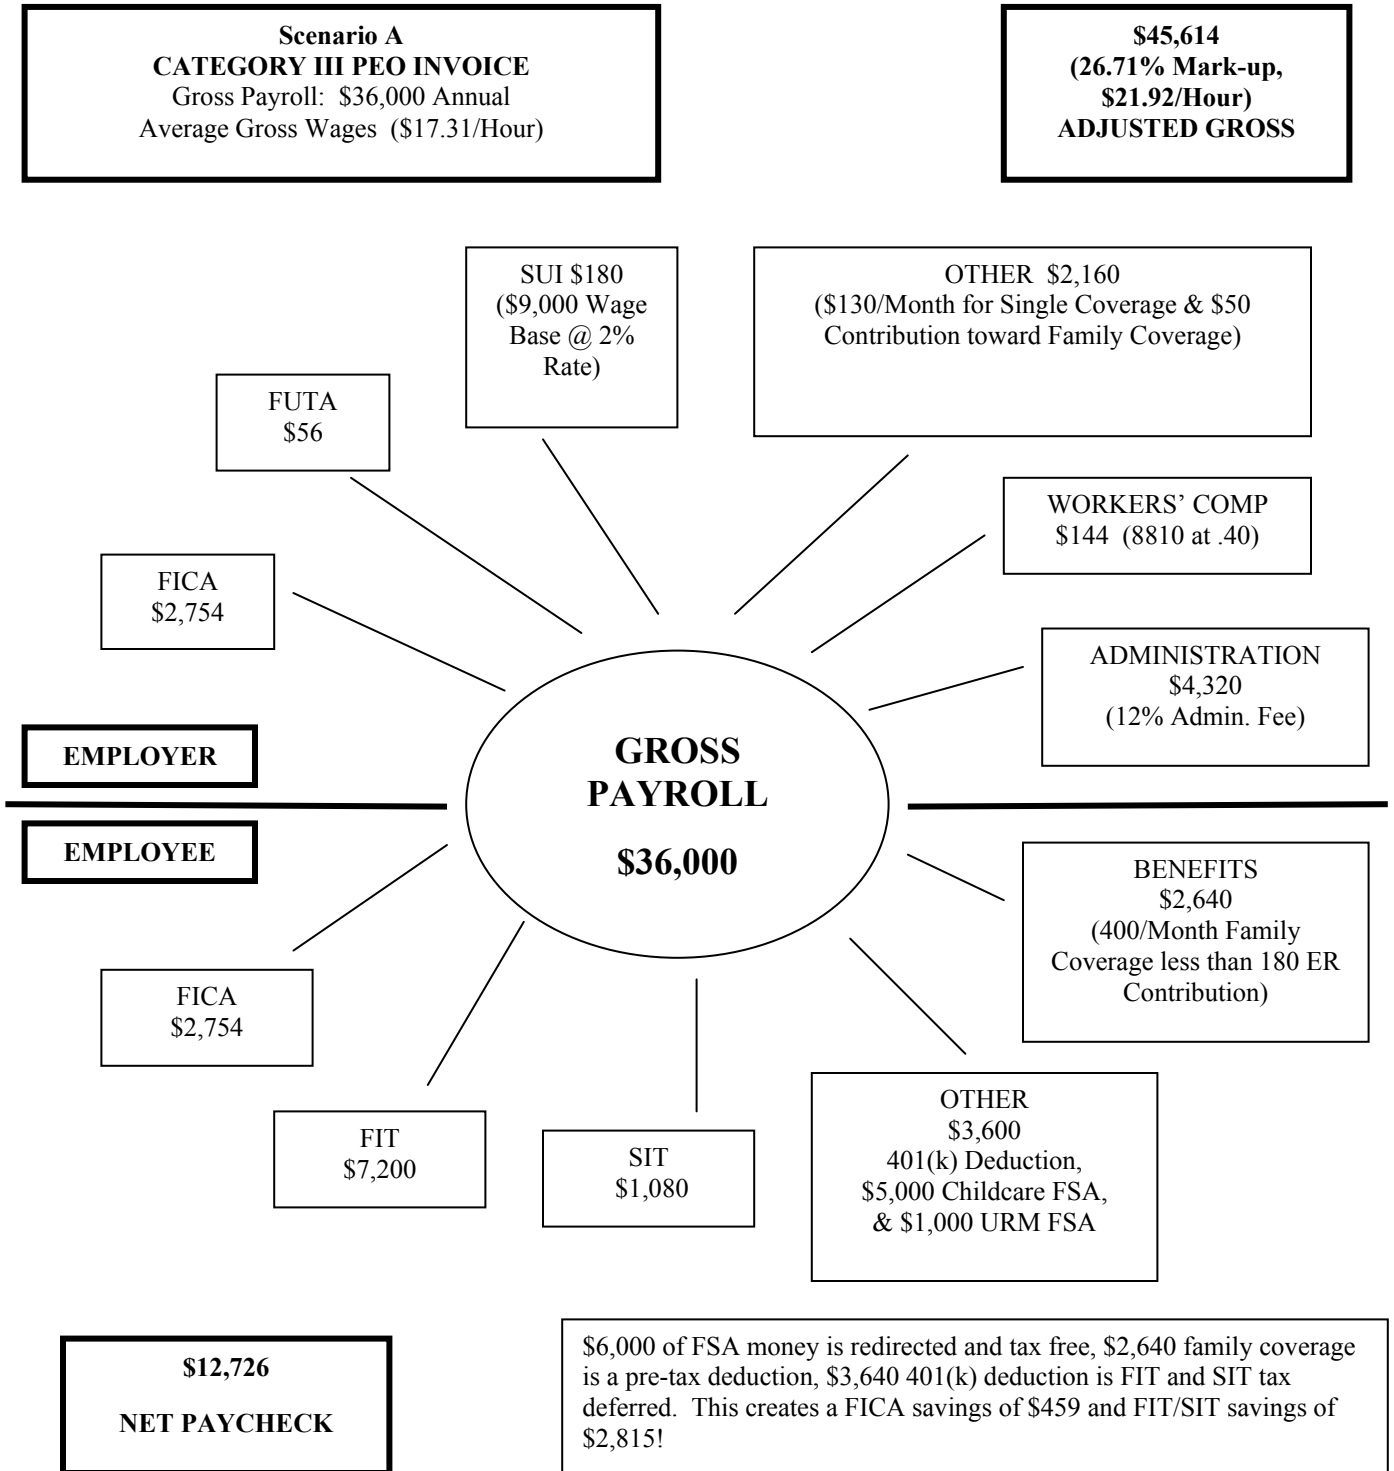 Scenario A
CATEGORY III PEO INVOICE
Gross Payroll:  $36,000 Annual
Average Gross Wages  ($17.31/Hour)
$45,614
(26.71% Mark-up,
$21.92/Hour)
ADJUSTED GROSS
SUI $180
($9,000 Wage
Base @ 2%
Rate)
OTHER  $2,160
($130/Month for Single Coverage & $50
Contribution toward Family Coverage)
FUTA
$56
WORKERS’ COMP
$144  (8810 at .40)
FICA
$2,754
ADMINISTRATION
$4,320
(12% Admin. Fee)
EMPLOYER
GROSS
PAYROLL
$36,000
EMPLOYEE
BENEFITS
$2,640
(400/Month Family
Coverage less than 180 ER
Contribution)
FICA
$2,754
FIT
$7,200
SIT
$1,080
OTHER
$3,600
401(k) Deduction,
$5,000 Childcare FSA,
& $1,000 URM FSA
$12,726
NET PAYCHECK
$6,000 of FSA money is redirected and tax free, $2,640 family coverage
is a pre-tax deduction, $3,640 401(k) deduction is FIT and SIT tax
deferred.  This creates a FICA savings of $459 and FIT/SIT savings of
$2,815!